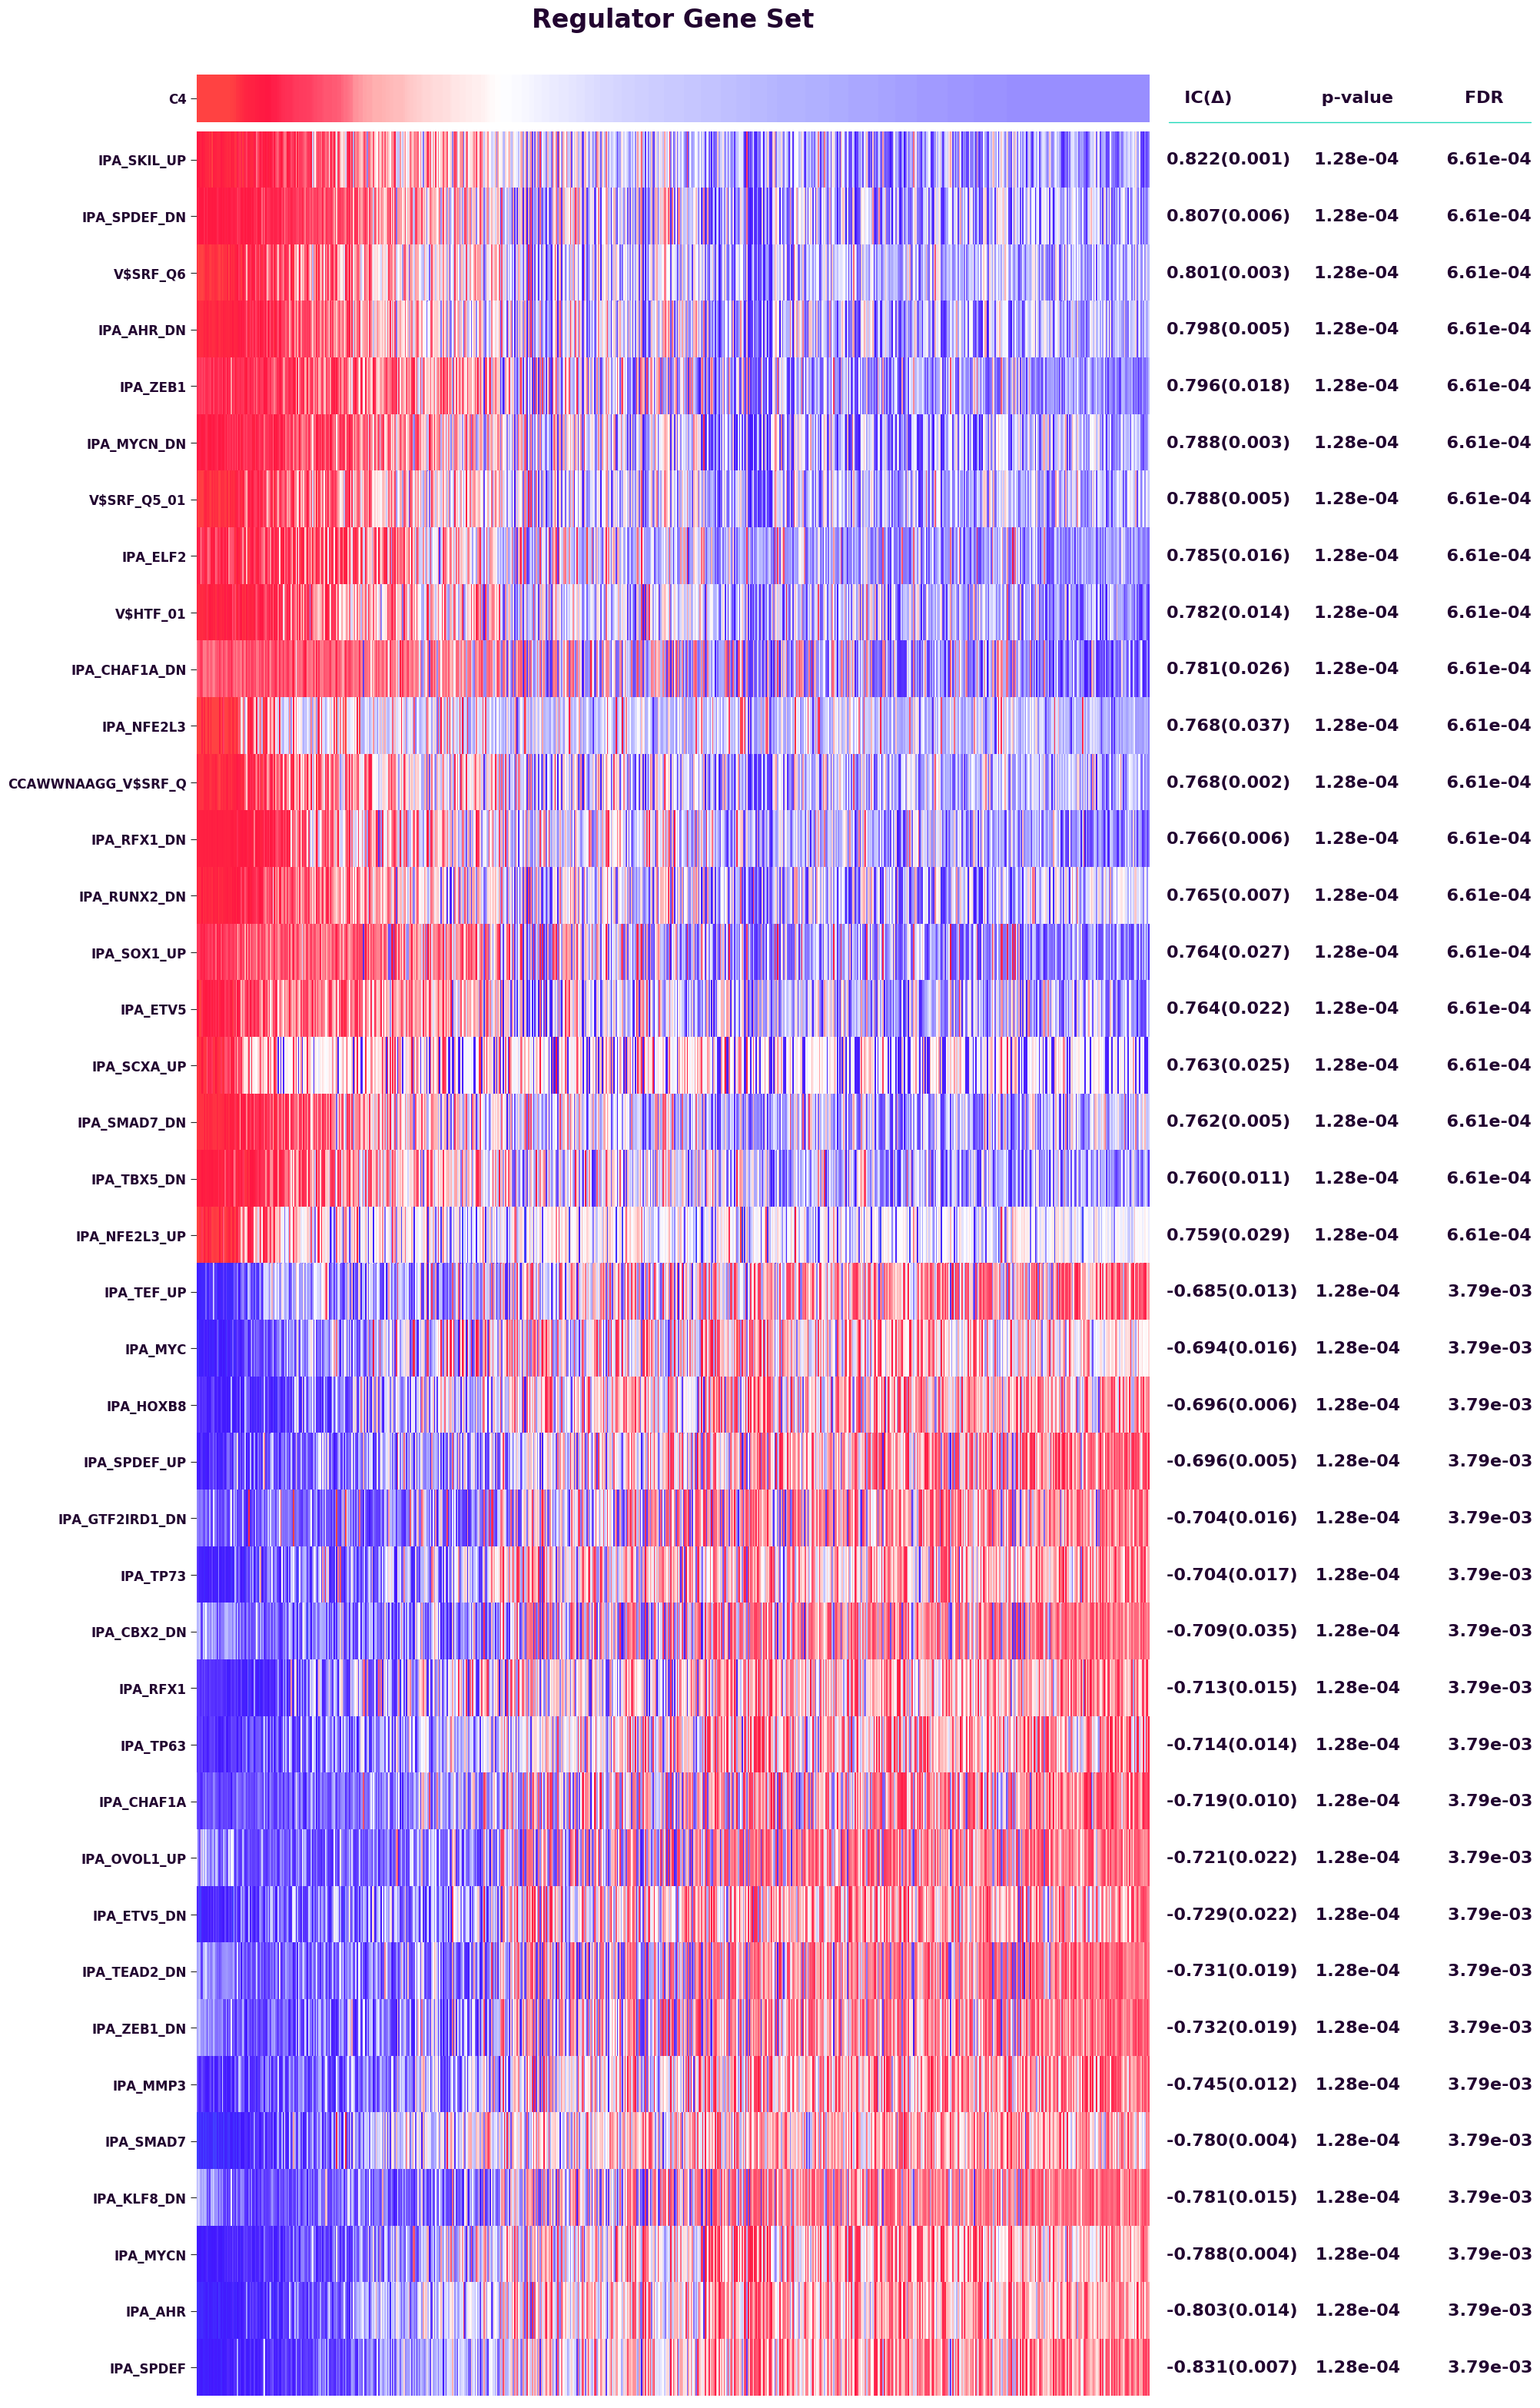 Regulator Gene Set
C4 IC(Δ) p-value FDR
IPA_SKIL_UP 0.822(0.001) 1.28e-04 6.61e-04
IPA_SPDEF_DN 0.807(0.006) 1.28e-04 6.61e-04
V$SRF_Q6 0.801(0.003) 1.28e-04 6.61e-04
IPA_AHR_DN 0.798(0.005) 1.28e-04 6.61e-04
IPA_ZEB1 0.796(0.018) 1.28e-04 6.61e-04
IPA_MYCN_DN 0.788(0.003) 1.28e-04 6.61e-04
V$SRF_Q5_01 0.788(0.005) 1.28e-04 6.61e-04
IPA_ELF2 0.785(0.016) 1.28e-04 6.61e-04
V$HTF_01 0.782(0.014) 1.28e-04 6.61e-04
IPA_CHAF1A_DN 0.781(0.026) 1.28e-04 6.61e-04
IPA_NFE2L3 0.768(0.037) 1.28e-04 6.61e-04
CCAWWNAAGG_V$SRF_Q 0.768(0.002) 1.28e-04 6.61e-04
IPA_RFX1_DN 0.766(0.006) 1.28e-04 6.61e-04
IPA_RUNX2_DN 0.765(0.007) 1.28e-04 6.61e-04
IPA_SOX1_UP 0.764(0.027) 1.28e-04 6.61e-04
IPA_ETV5 0.764(0.022) 1.28e-04 6.61e-04
IPA_SCXA_UP 0.763(0.025) 1.28e-04 6.61e-04
IPA_SMAD7_DN 0.762(0.005) 1.28e-04 6.61e-04
IPA_TBX5_DN 0.760(0.011) 1.28e-04 6.61e-04
IPA_NFE2L3_UP 0.759(0.029) 1.28e-04 6.61e-04
IPA_TEF_UP -0.685(0.013) 1.28e-04 3.79e-03
IPA_MYC -0.694(0.016) 1.28e-04 3.79e-03
IPA_HOXB8 -0.696(0.006) 1.28e-04 3.79e-03
IPA_SPDEF_UP -0.696(0.005) 1.28e-04 3.79e-03
IPA_GTF2IRD1_DN -0.704(0.016) 1.28e-04 3.79e-03
IPA_TP73 -0.704(0.017) 1.28e-04 3.79e-03
IPA_CBX2_DN -0.709(0.035) 1.28e-04 3.79e-03
IPA_RFX1 -0.713(0.015) 1.28e-04 3.79e-03
IPA_TP63 -0.714(0.014) 1.28e-04 3.79e-03
IPA_CHAF1A -0.719(0.010) 1.28e-04 3.79e-03
IPA_OVOL1_UP -0.721(0.022) 1.28e-04 3.79e-03
IPA_ETV5_DN -0.729(0.022) 1.28e-04 3.79e-03
IPA_TEAD2_DN -0.731(0.019) 1.28e-04 3.79e-03
IPA_ZEB1_DN -0.732(0.019) 1.28e-04 3.79e-03
IPA_MMP3 -0.745(0.012) 1.28e-04 3.79e-03
IPA_SMAD7 -0.780(0.004) 1.28e-04 3.79e-03
IPA_KLF8_DN -0.781(0.015) 1.28e-04 3.79e-03
IPA_MYCN -0.788(0.004) 1.28e-04 3.79e-03
IPA_AHR -0.803(0.014) 1.28e-04 3.79e-03
IPA_SPDEF -0.831(0.007) 1.28e-04 3.79e-03